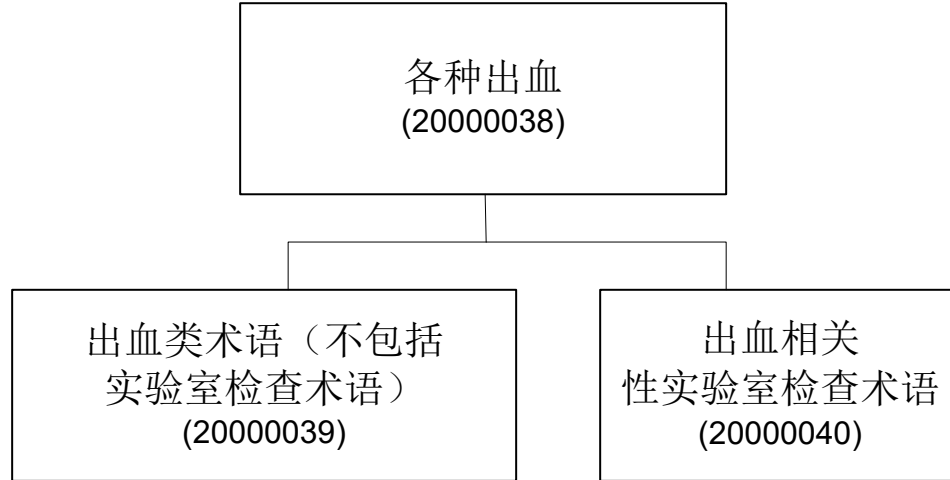 各种出血
(20000038)
出血类术语（不包括
实验室检查术语）
(20000039)
出血相关
性实验室检查术语
(20000040)